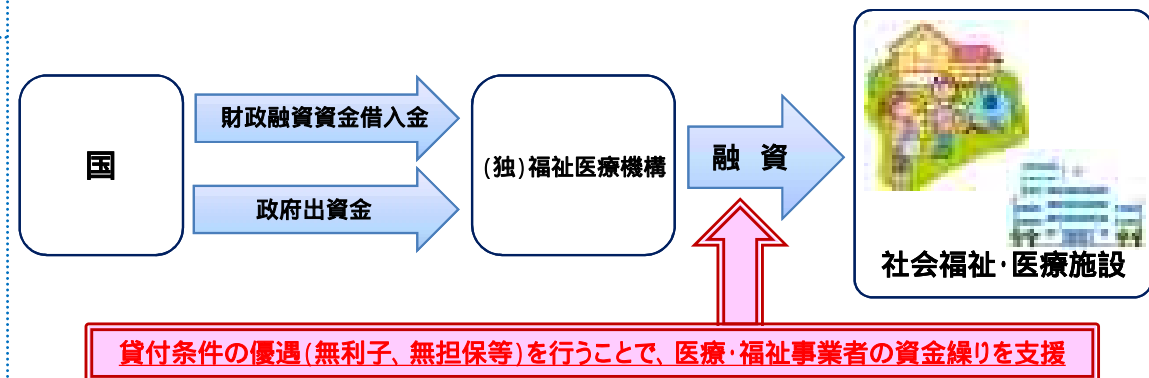 国
財政融資資金借入金
政府出資金
(独)福祉医療機構
融 資
社会福祉・医療施設
貸付条件の優遇(無利子、無担保等)を行うことで、医療・福祉事業者の資金繰りを支援